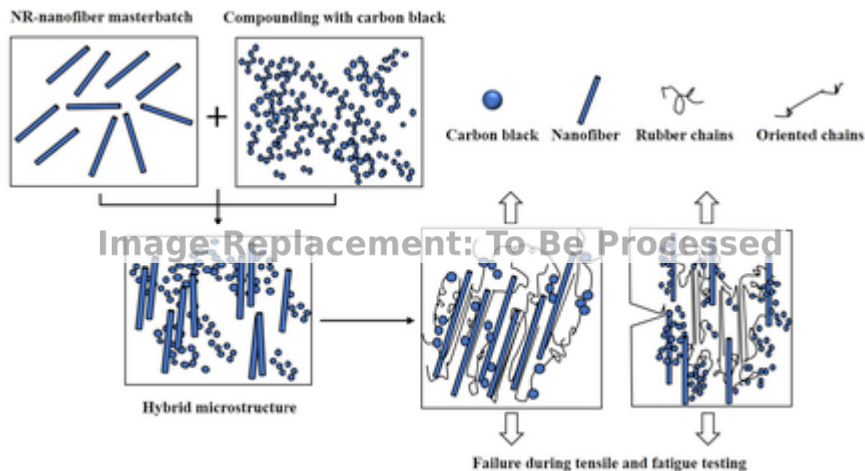 NR-nanofiber masterbatch
Compounding with carbon black
Carbon black
Nanofiber
Rubber chains
Oriented chains
Image Replacement: To Be Processed
Hybrid microstructure
Failure during tensile and fatigue testing